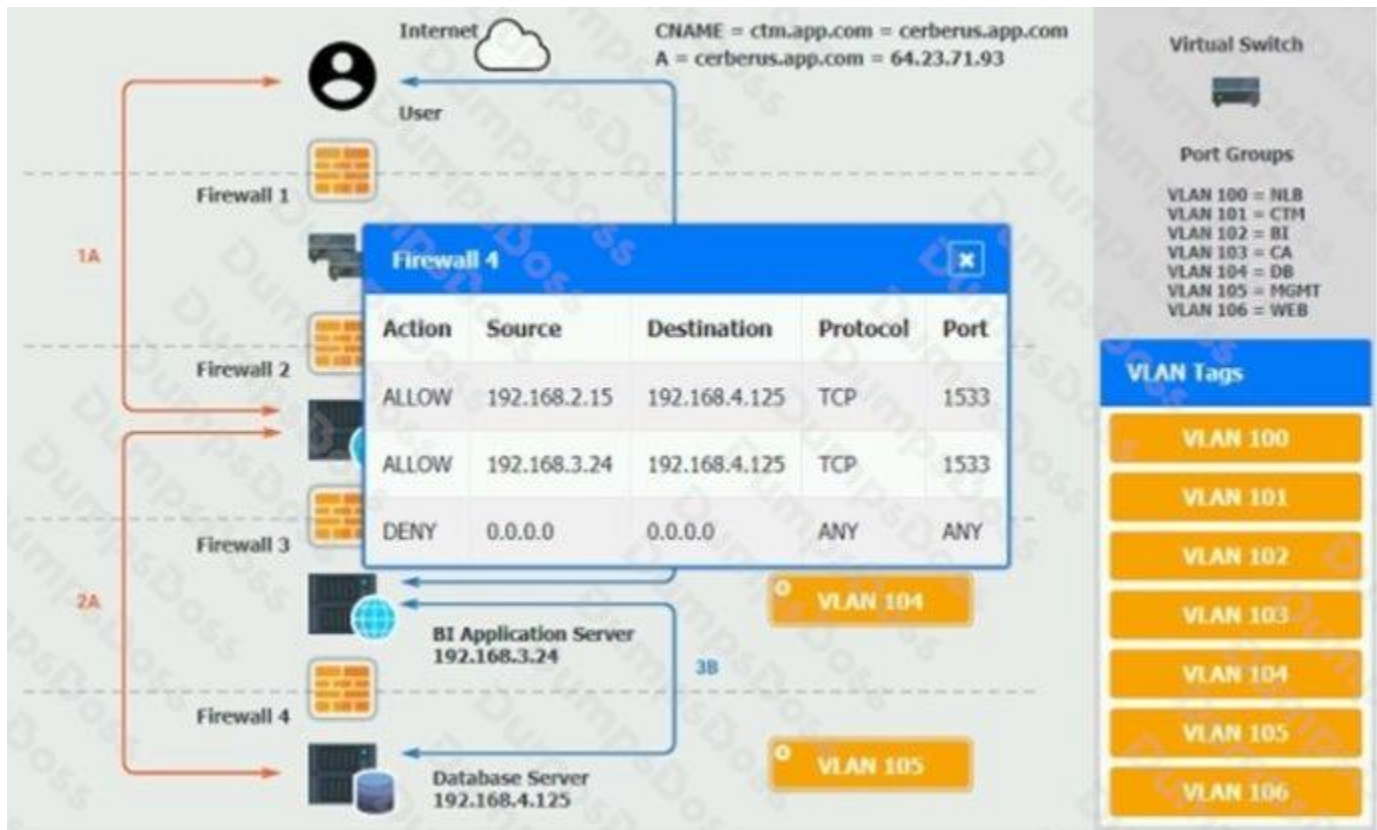 Internet
CNAME = ctm.app.com = cerberus.app.com
A = cerberus.app.com = 64.23.71.93
User
Firewall 1
1A
Firewall 2
Firewall 3
2A
BI Application Server
192.168.3.24
3B
Firewall 4
Database Server
192.168.4.125
Firewall 4
Action Source Destination Protocol Port
ALLOW 192.168.2.15 192.168.4.125 TCP 1533
ALLOW 192.168.3.24 192.168.4.125 TCP 1533
DENY 0.0.0.0 0.0.0.0 ANY ANY
VLAN 104
VLAN 105
Virtual Switch
Port Groups
VLAN 100 = NLB
VLAN 101 = CTM
VLAN 102 = BI
VLAN 103 = CA
VLAN 104 = DB
VLAN 105 = MGMT
VLAN 106 = WEB
VLAN Tags
VLAN 100
VLAN 101
VLAN 102
VLAN 103
VLAN 104
VLAN 105
VLAN 106
DumpsDoss